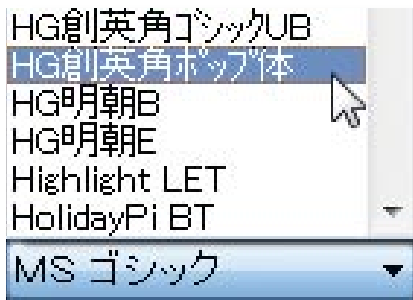 HG創英角ゴシックUB
HG創英角ポップ体
HG明朝B
HG明朝E
Highlight LET
HolidayPi BT
MS ゴシック